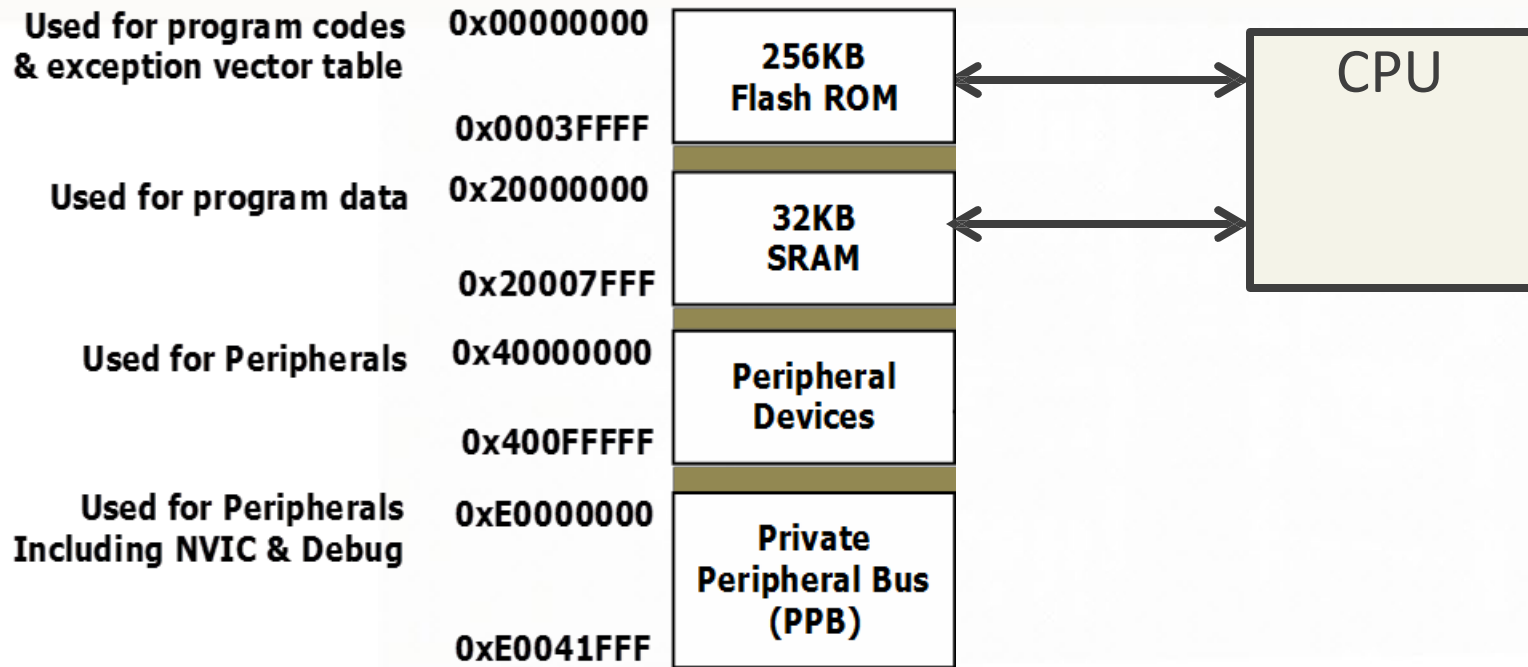 Used for program codes
& exception vector table
0x00000000
256KB
Flash ROM
0x0003FFFF
CPU
Used for program data
0x20000000
32KB
SRAM
0x20007FFF
Used for Peripherals
0x40000000
Peripheral
Devices
0x400FFFFF
Used for Peripherals
Including NVIC & Debug
0xE0000000
Private
Peripheral Bus
(PPB)
0xE0041FFF